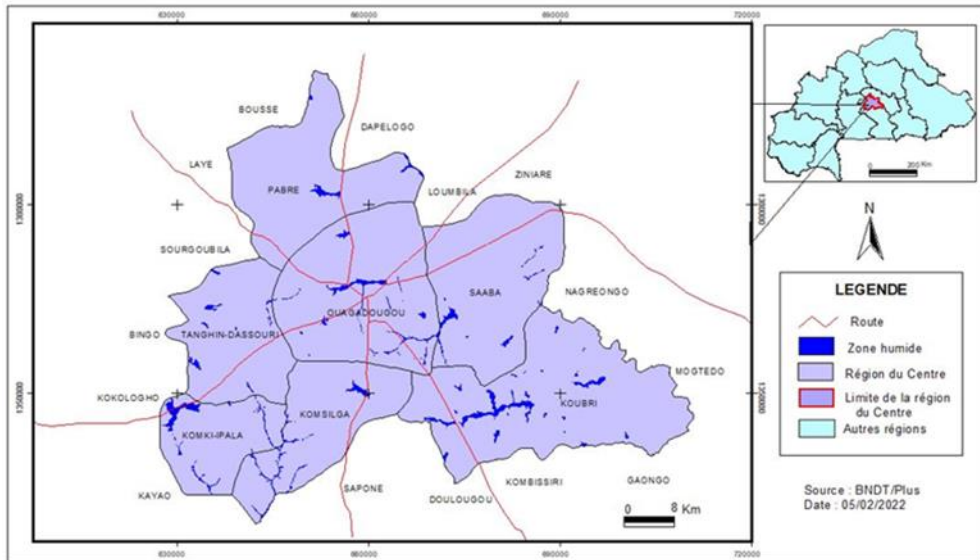 630000
660000
690000
720000
BOUSSE
DAPELOGO
LAYE
ZINIARE
PABRE
LOUMBILA
1300000
1300000
SOURGOUBILA
SAABA
NAGREONGO
OUAGADOUGOU
BINGO
TANGHIN-DASSOURI
MOGTEDO
KOKOLOGHO
1350000
1350000
KOMSILGA
KOUBRI
KOMKI-IPALA
KAYAO
SAPONE
DOULOUGOU
KOMBISSIRI
GAONGO
0 8 Km
630000
660000
690000
720000
0 200 Km
N
LEGENDE
Route
Zone humide
Région du Centre
Limite de la région
du Centre
Autres régions
Source : BNDT/Plus
Date : 05/02/2022